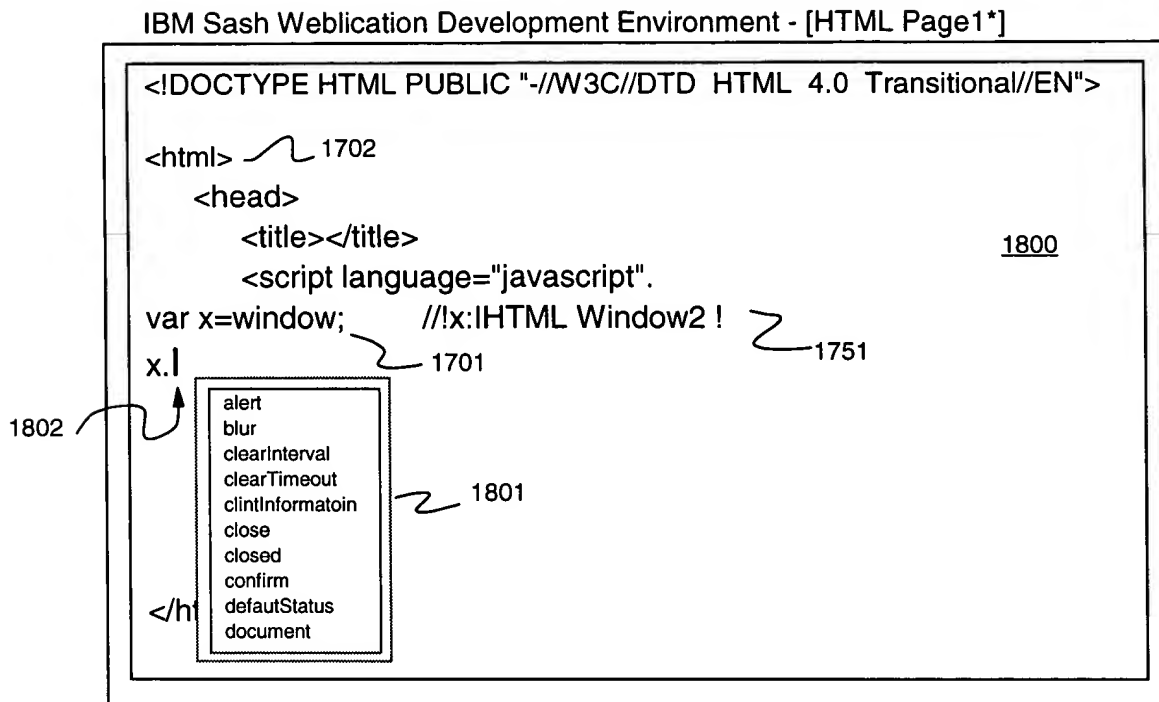 IBM Sash Weblication Development Environment - [HTML Page1*]
<!DOCTYPE HTML PUBLIC "-//W3C//DTD HTML 4.0 Transitional//EN">
<html> 1702
<head>
<title></title>
1800
<script language="javascript".
var x=window; //!x:IHTML Window2 !
1751
x.
1701
1802
alert
blur
clearInterval
clearTimeout
clintInformatoin
1801
close
closed
confirm
defautStatus
document
</ht